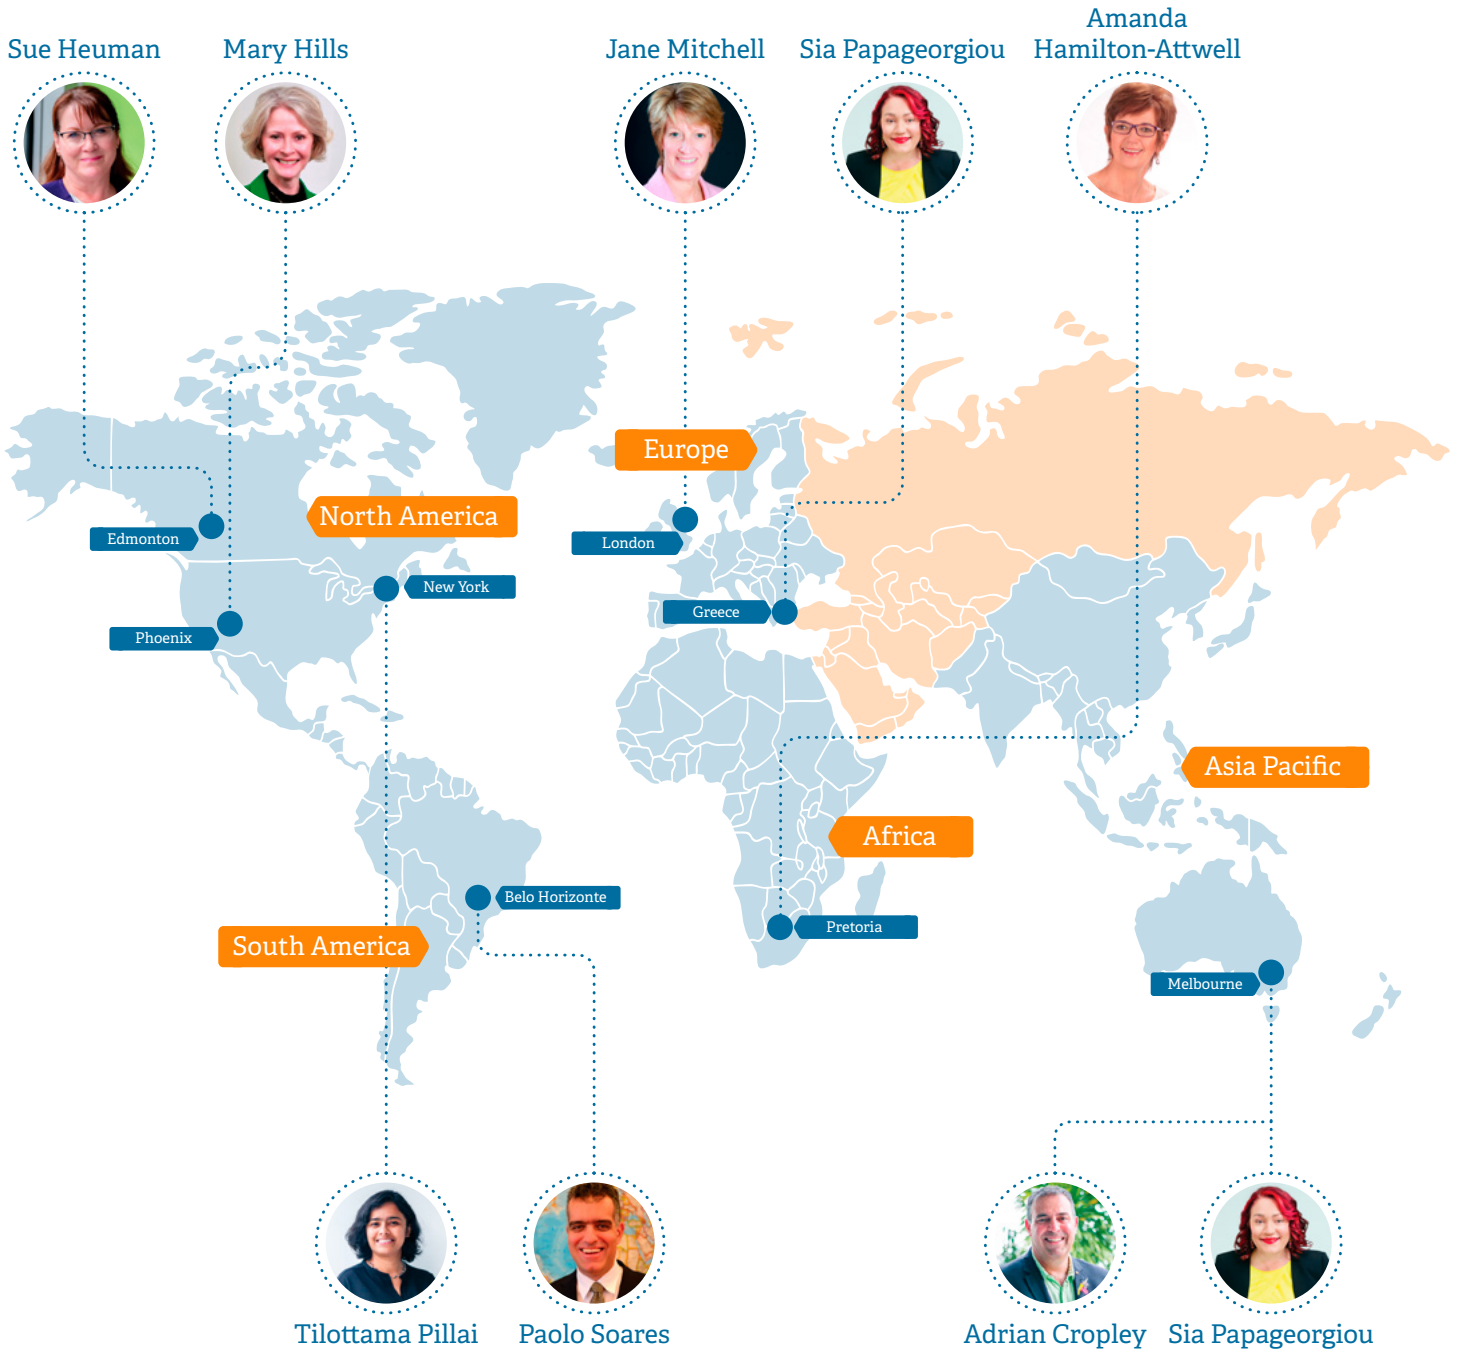 Sue Heuman
Mary Hills
Jane Mitchell
Sia Papageorgiou
Amanda
Hamilton-Attwell
Europe
North America
Edmonton
London
New York
Greece
Phoenix
Asia Pacific
Africa
Belo Horizonte
Pretoria
South America
Melbourne
Tilottama Pillai
Paolo Soares
Adrian Cropley
Sia Papageorgiou